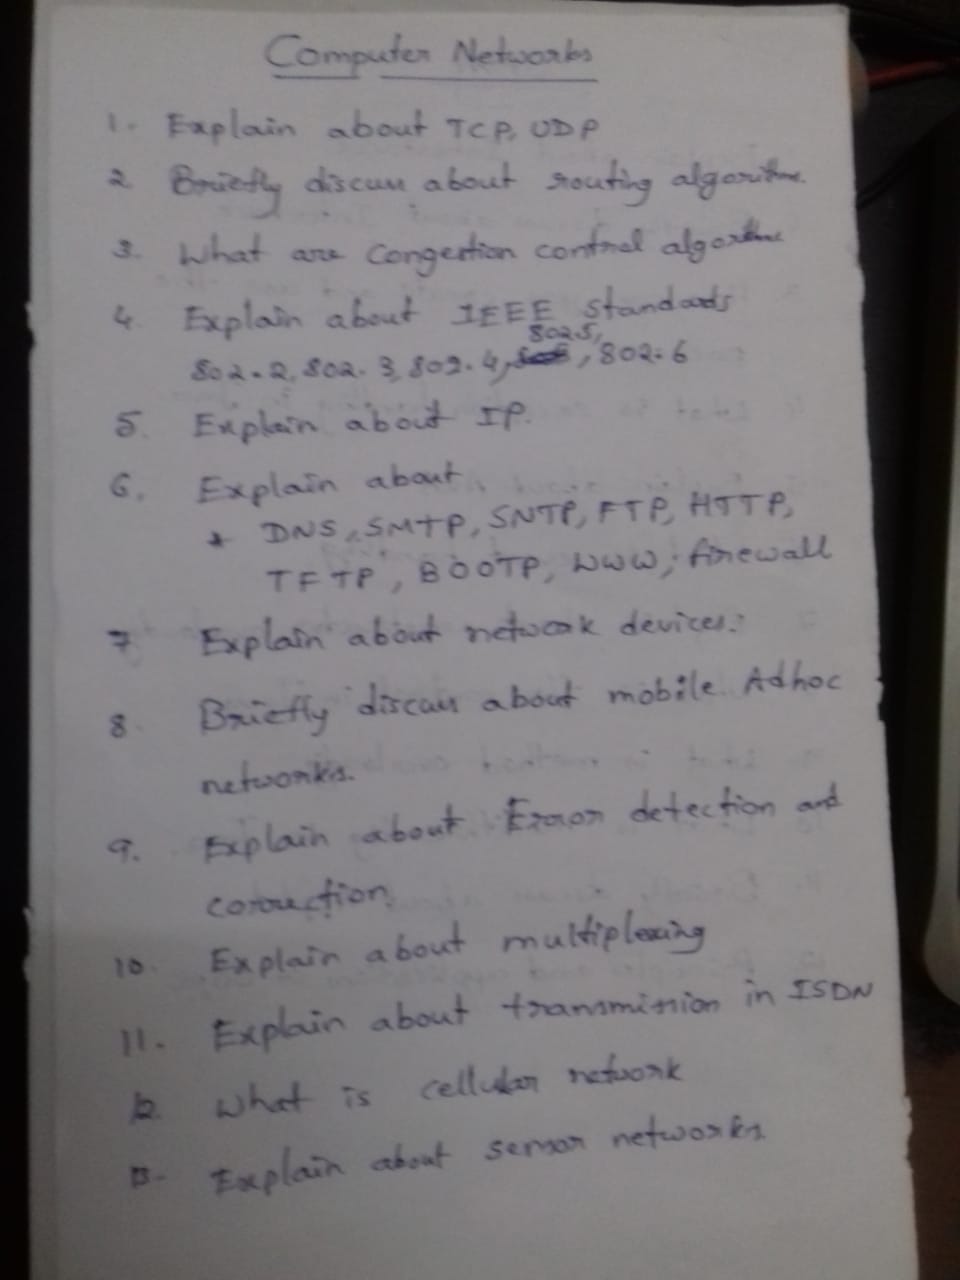 Computer Networks
1. Explain about TCP, UDP
2. Briefly discuss about routing algorithm.
3. What are congestion control algorithm
4. Explain about IEEE standards
802.5,
802.2, 802.3, 802.4, , 802.6
5. Explain about IP.
6. Explain about
* DNS, SMTP, SNTP, FTP, HTTP,
TFTP, BOOTP, WWW, firewall
7 Explain about network devices.
8. Briefly discuss about mobile Adhoc
networks.
9. Explain about Error detection and
correction
10. Explain about multiplexing
11. Explain about transmission in ISDN
12. What is cellular network
13. Explain about sensor networks